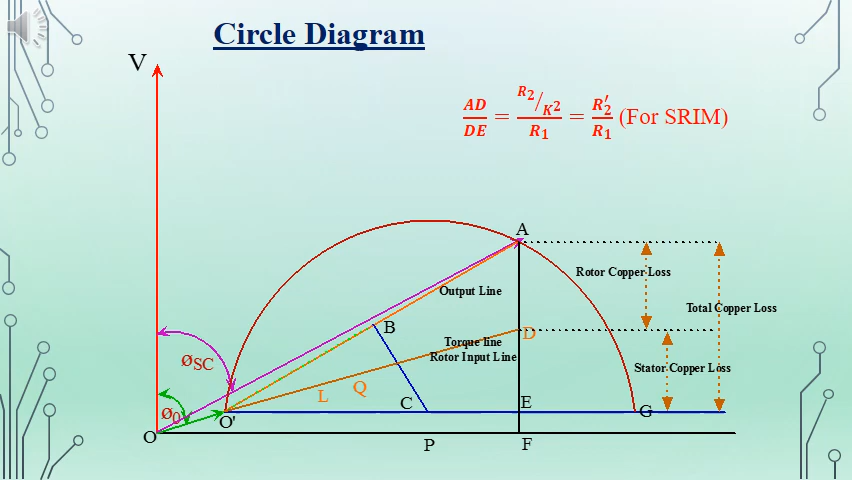 Circle Diagram
V
AD/DE = (R2/K^2)/R1 = R2'/R1 (For SRIM)
A
Rotor Copper Loss
Output Line
Total Copper Loss
B
D
Torque line
Rotor Input Line
øSC
Stator Copper Loss
Q
L
C
E
G
ø0
O'
O
P
F